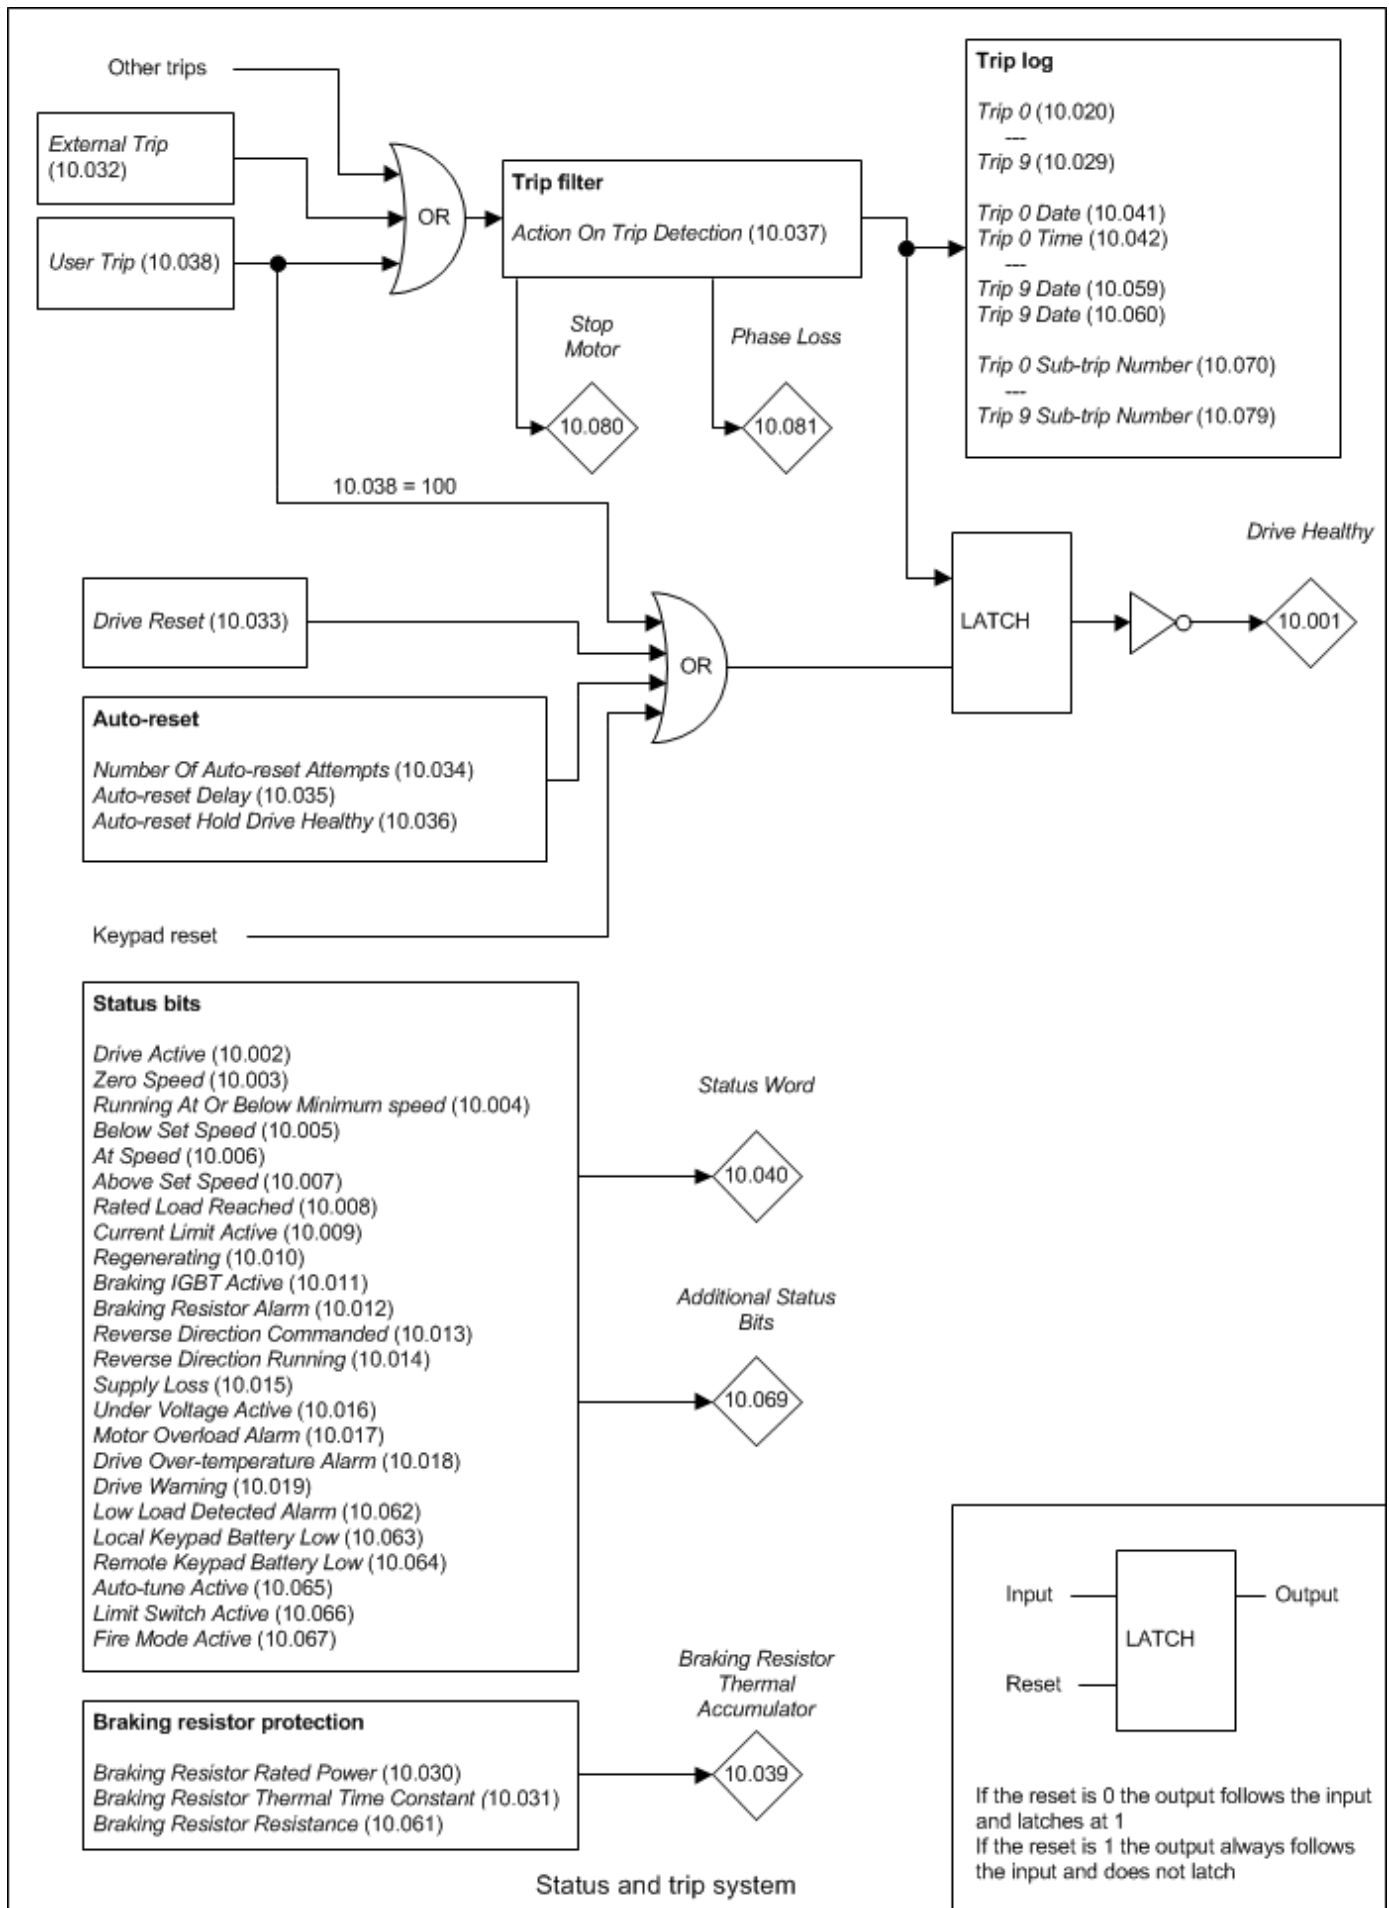 Other trips
External Trip
(10.032)
User Trip (10.038)
OR
Trip filter
Action On Trip Detection (10.037)
Stop
Motor
10.080
Phase Loss
10.081
Trip log
Trip 0 (10.020)
---
Trip 9 (10.029)
Trip 0 Date (10.041)
Trip 0 Time (10.042)
---
Trip 9 Date (10.059)
Trip 9 Date (10.060)
Trip 0 Sub-trip Number (10.070)
---
Trip 9 Sub-trip Number (10.079)
10.038 = 100
Drive Reset (10.033)
Auto-reset
Number Of Auto-reset Attempts (10.034)
Auto-reset Delay (10.035)
Auto-reset Hold Drive Healthy (10.036)
Keypad reset
OR
LATCH
Drive Healthy
10.001
Status bits
Drive Active (10.002)
Zero Speed (10.003)
Running At Or Below Minimum speed (10.004)
Below Set Speed (10.005)
At Speed (10.006)
Above Set Speed (10.007)
Rated Load Reached (10.008)
Current Limit Active (10.009)
Regenerating (10.010)
Braking IGBT Active (10.011)
Braking Resistor Alarm (10.012)
Reverse Direction Commanded (10.013)
Reverse Direction Running (10.014)
Supply Loss (10.015)
Under Voltage Active (10.016)
Motor Overload Alarm (10.017)
Drive Over-temperature Alarm (10.018)
Drive Warning (10.019)
Low Load Detected Alarm (10.062)
Local Keypad Battery Low (10.063)
Remote Keypad Battery Low (10.064)
Auto-tune Active (10.065)
Limit Switch Active (10.066)
Fire Mode Active (10.067)
Status Word
10.040
Additional Status
Bits
10.069
Braking resistor protection
Braking Resistor Rated Power (10.030)
Braking Resistor Thermal Time Constant (10.031)
Braking Resistor Resistance (10.061)
Braking Resistor
Thermal
Accumulator
10.039
Input
Output
LATCH
Reset
If the reset is 0 the output follows the input
and latches at 1
If the reset is 1 the output always follows
the input and does not latch
Status and trip system